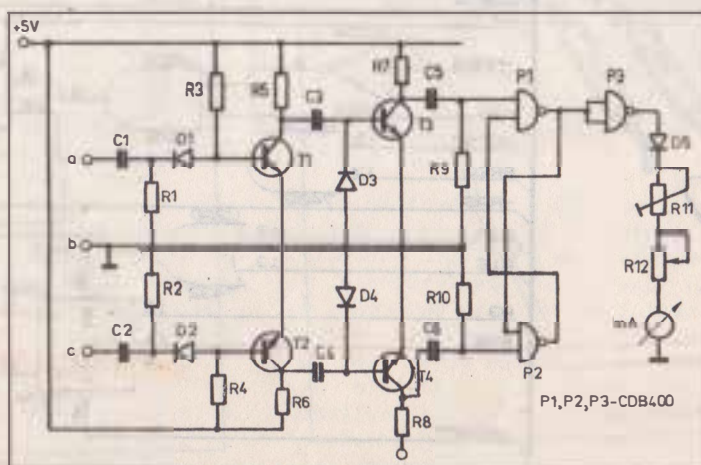 +5V
R7
C5
P1
P3
R3
R5
C3
T3
C1
D1
D5
a
T1
R9
D3
R1
R11
b
R2
D4
R10
R12
C2
D2
T2
C6
mA
c
C4
T4
P2
R4
R6
R8
P1,P2,P3-CDB400